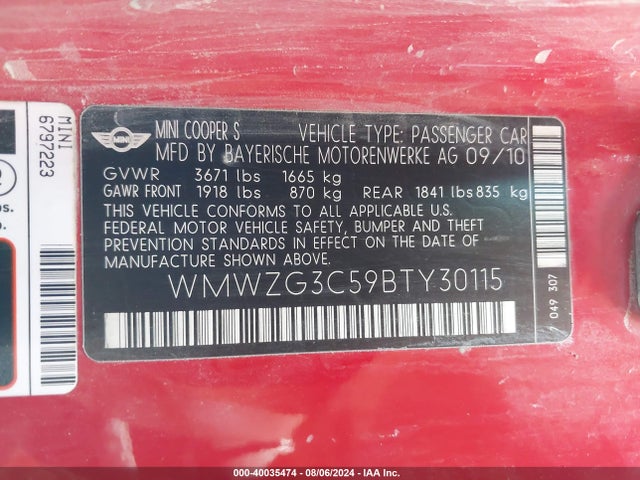 MINI COOPER S VEHICLE TYPE: PASSENGER CAR
MINI
MFD BY BAYERISCHE MOTORENWERKE AG 09/10
GVWR 3671 lbs 1665 kg
GAWR FRONT 1918 lbs 870 kg REAR 1841 lbs 835 kg
THIS VEHICLE CONFORMS TO ALL APPLICABLE U.S.
FEDERAL MOTOR VEHICLE SAFETY, BUMPER AND THEFT
PREVENTION STANDARDS IN EFFECT ON THE DATE OF
MANUFACTURE SHOWN ABOVE.
WMWZG3C59BTY30115
049 307
MINI
6797223
os.
000-40035474 - 08/06/2024 - IAA Inc.